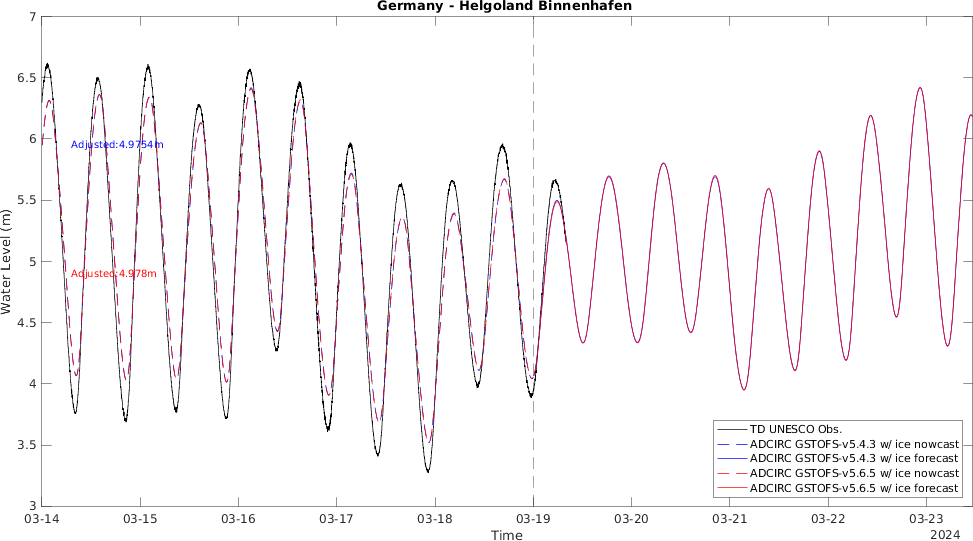 Germany - Helgoland Binnenhafen
7
6.5
6
5.5
5
4.5
4
3.5
3
Water Level (m)
Adjusted:4.9754m
Adjusted:4.978m
TD UNESCO Obs.
ADCIRC GSTOFS-v5.4.3 w/ ice nowcast
ADCIRC GSTOFS-v5.4.3 w/ ice forecast
ADCIRC GSTOFS-v5.6.5 w/ ice nowcast
ADCIRC GSTOFS-v5.6.5 w/ ice forecast
03-14 03-15 03-16 03-17 03-18 03-19 03-20 03-21 03-22 03-23
Time
2024